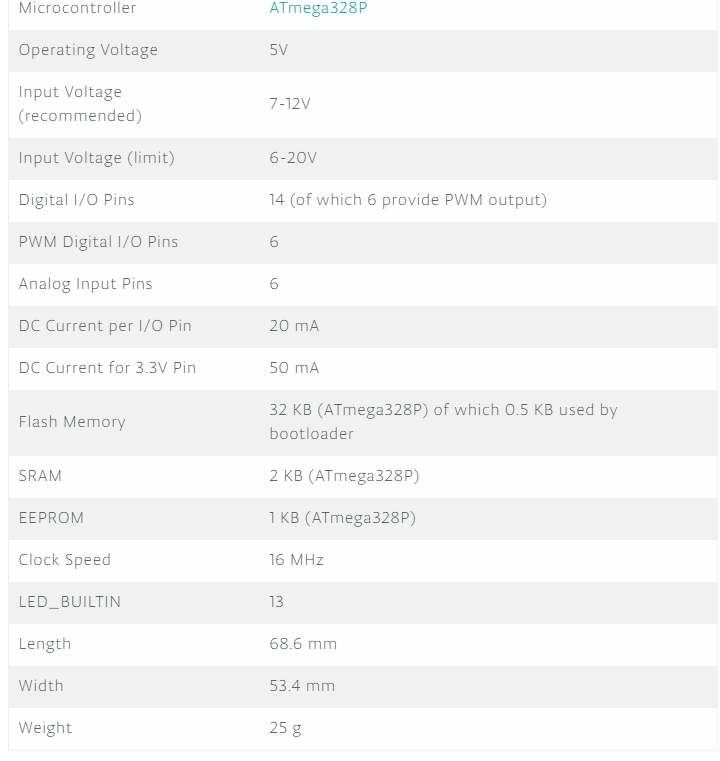 Microcontroller ATmega328P
Operating Voltage 5V
Input Voltage
(recommended) 7-12V
Input Voltage (limit) 6-20V
Digital I/O Pins 14 (of which 6 provide PWM output)
PWM Digital I/O Pins 6
Analog Input Pins 6
DC Current per I/O Pin 20 mA
DC Current for 3.3V Pin 50 mA
Flash Memory 32 KB (ATmega328P) of which 0.5 KB used by
bootloader
SRAM 2 KB (ATmega328P)
EEPROM 1 KB (ATmega328P)
Clock Speed 16 MHz
LED_BUILTIN 13
Length 68.6 mm
Width 53.4 mm
Weight 25 g